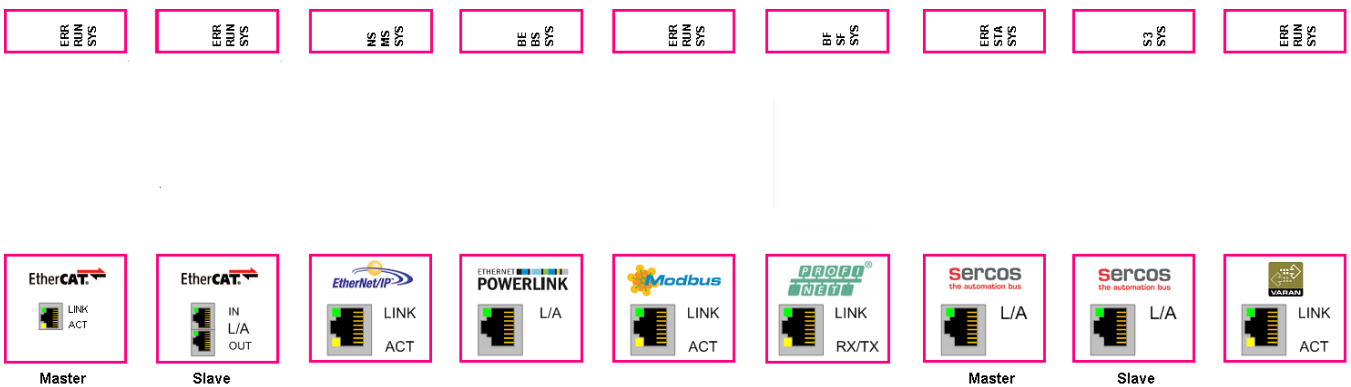 ERR
RUN
SYS
ERR
RUN
SYS
NS
MS
SYS
BE
BS
SYS
ERR
RUN
SYS
BF
SF
SYS
ERR
STA
SYS
S3
SYS
ERR
RUN
SYS
EtherCAT.
LINK
ACT
Master
EtherCAT.
IN
L/A
OUT
Slave
EtherNet/IP
LINK
ACT
ETHERNET
POWERLINK
L/A
Modbus
LINK
ACT
PROFI®
NET
LINK
RX/TX
sercos
the automation bus
L/A
Master
sercos
the automation bus
L/A
Slave
VARAN
LINK
ACT